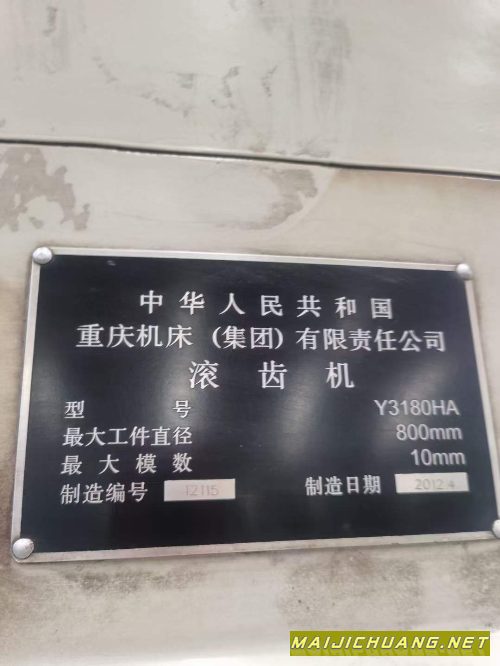 中华人民共和国
重庆机床(集团)有限责任公司
滚齿机
型号 Y3180HA
最大工件直径 800mm
最大模数 10mm
制造编号 12115 制造日期 2012.4
MAIJICHUANG.NET